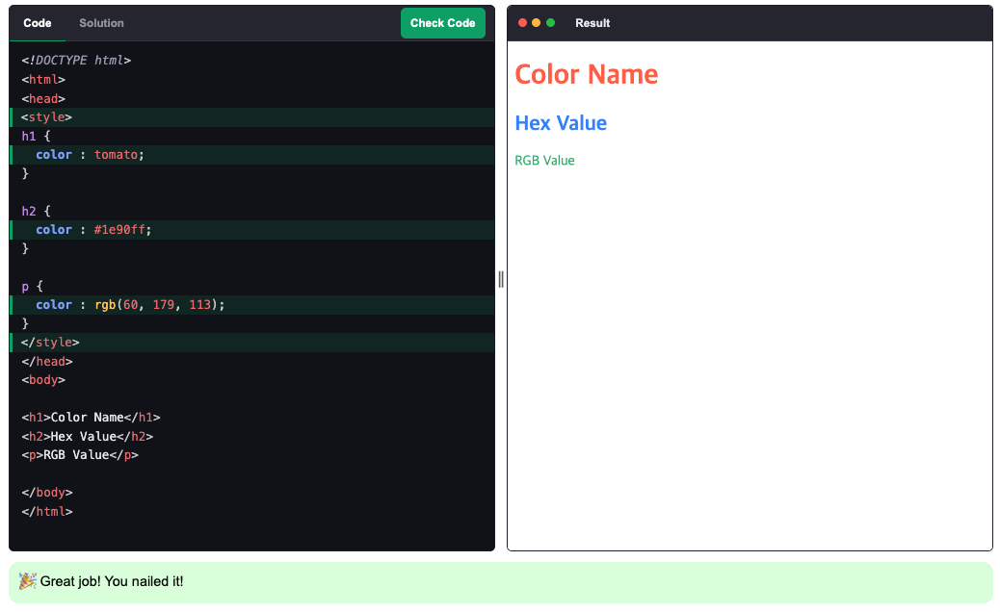 Code Solution Check Code
<!DOCTYPE html>
<html>
<head>
<style>
h1 {
  color : tomato;
}
h2 {
  color : #1e90ff;
}
p {
  color : rgb(60, 179, 113);
}
</style>
</head>
<body>
<h1>Color Name</h1>
<h2>Hex Value</h2>
<p>RGB Value</p>
</body>
</html>
Result
Color Name
Hex Value
RGB Value
🎉 Great job! You nailed it!